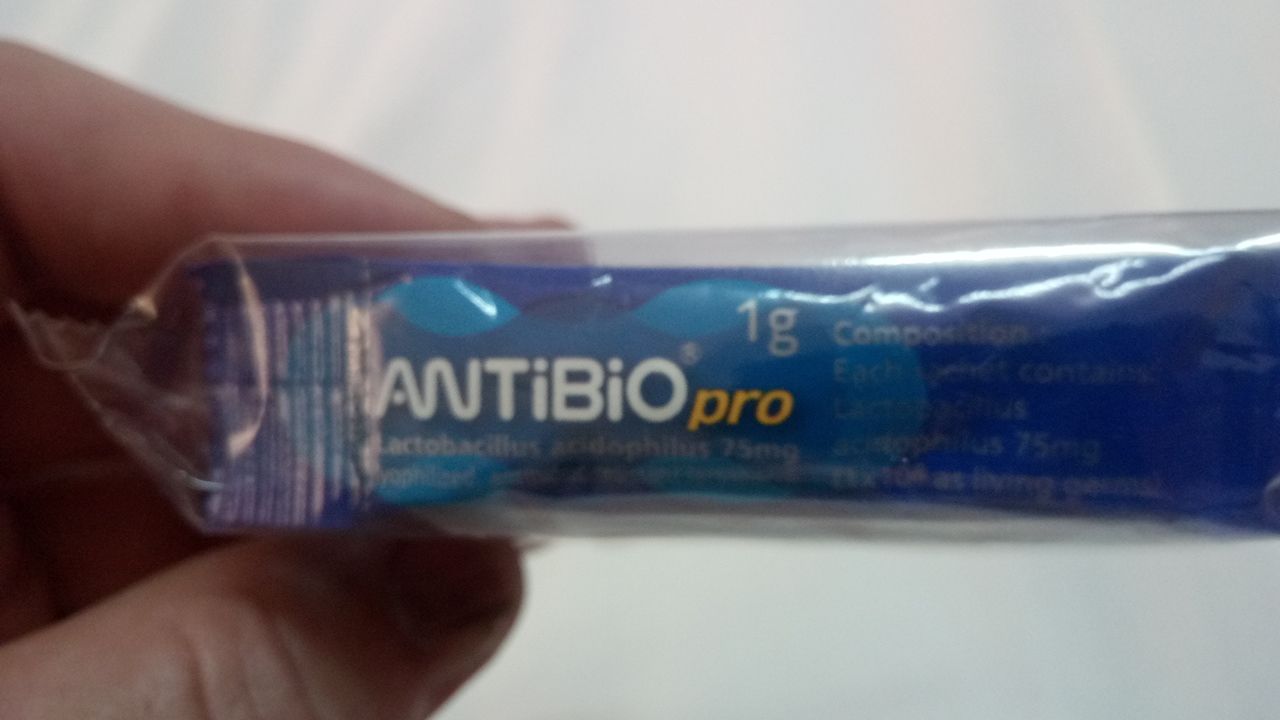 1g
ANTiBiO® pro
Lactobacillus acidophilus 75mg
Composition :
Each sachet contains:
Lactobacillus
acidophilus 75mg
as living germs)